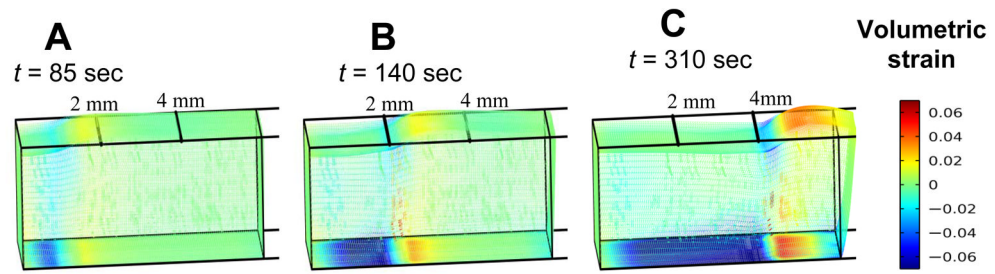 A
t = 85 sec
2 mm
4 mm
B
t = 140 sec
2 mm
4 mm
C
t = 310 sec
2 mm
4mm
Volumetric
strain
0.06
0.04
0.02
0
−0.02
−0.04
−0.06